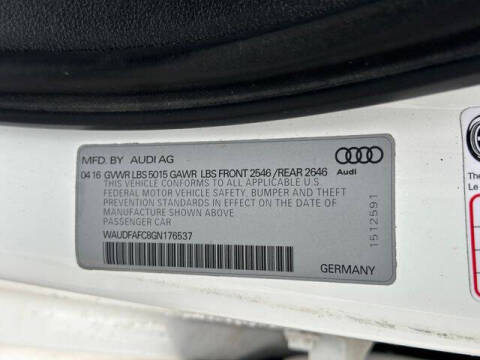 MFD. BY AUDI AG
04 16 GVWR LBS 5015 GAWR LBS FRONT 2546 /REAR 2646
THIS VEHICLE CONFORMS TO ALL APPLICABLE U.S
FEDERAL MOTOR VEHICLE SAFETY, BUMPER AND THEFT
PREVENTION STANDARDS IN EFFECT ON THE DATE OF
MANUFACTURE SHOWN ABOVE
PASSENGER CAR
WAUDFAFC8GN176537
1512591
GERMANY
The
Le